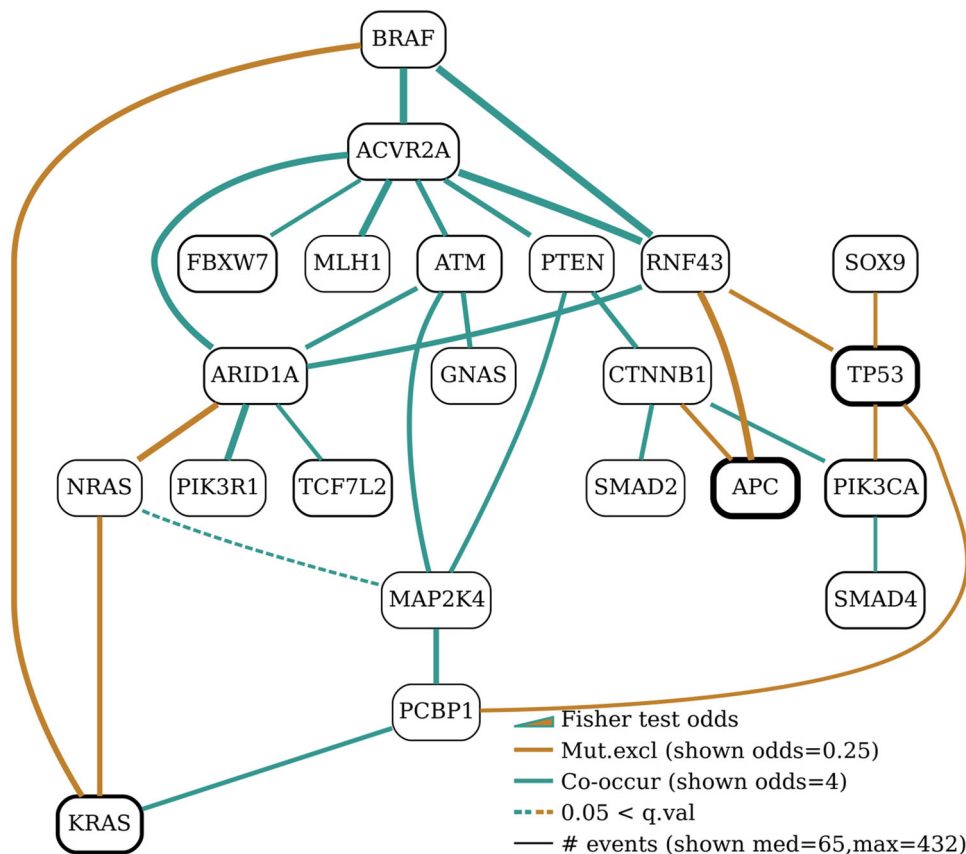 BRAF
ACVR2A
FBXW7 MLH1 ATM PTEN RNF43 SOX9
ARID1A GNAS CTNNB1 TP53
NRAS PIK3R1 TCF7L2 SMAD2 APC PIK3CA
MAP2K4 SMAD4
PCBP1
Fisher test odds
Mut.excl (shown odds=0.25)
Co-occur (shown odds=4)
0.05 < q.val
KRAS
# events (shown med=65,max=432)